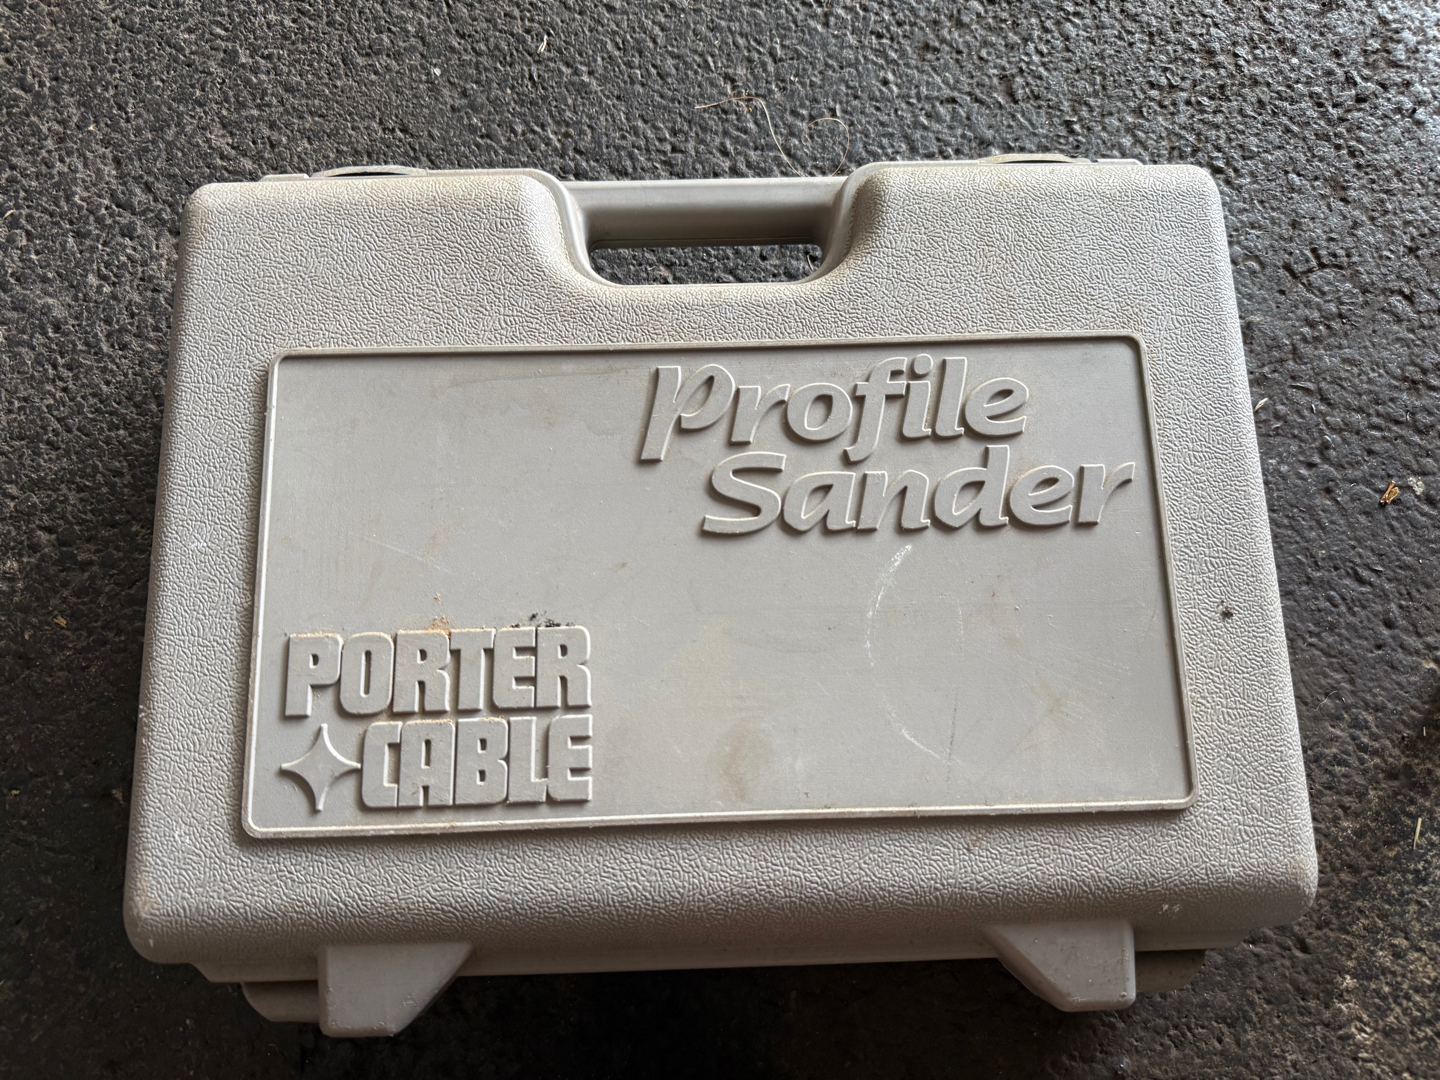 Profile
Sander
PORTER
CABLE